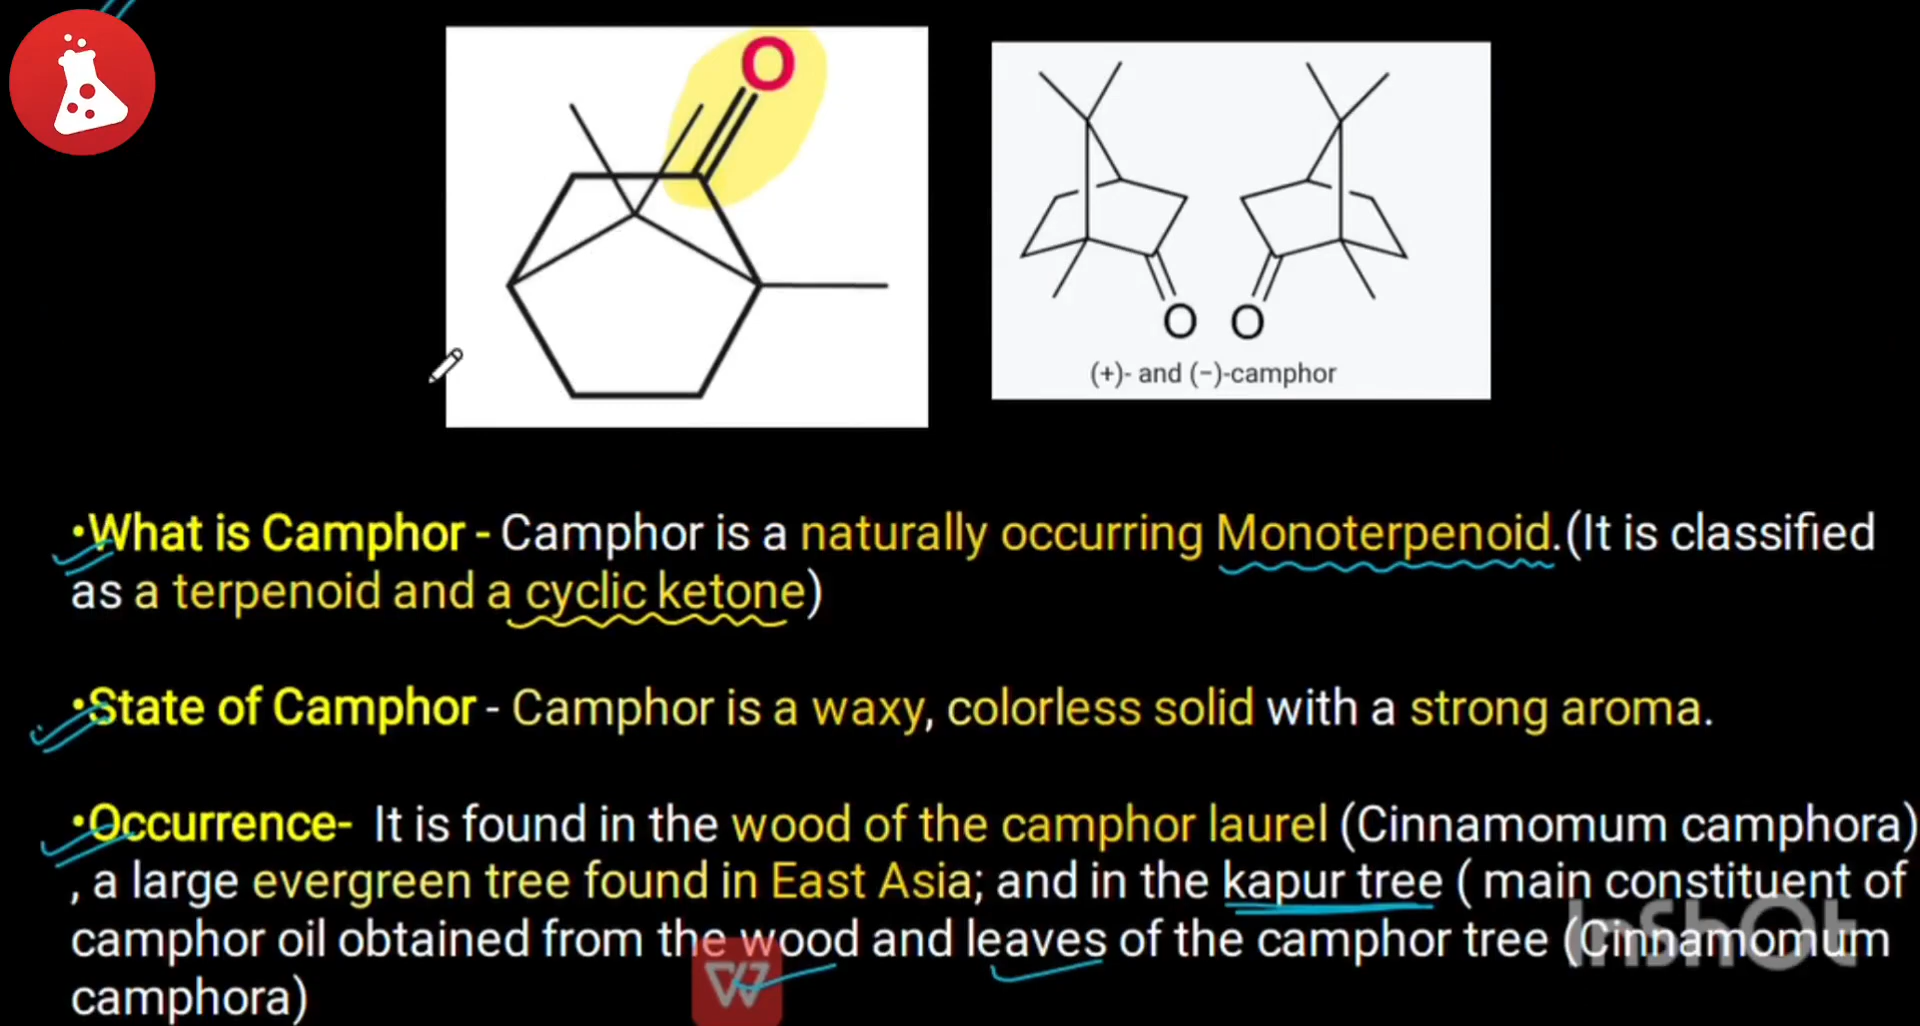 O
O O
(+)- and (−)-camphor
•What is Camphor - Camphor is a naturally occurring Monoterpenoid.(It is classified
as a terpenoid and a cyclic ketone)
•State of Camphor - Camphor is a waxy, colorless solid with a strong aroma.
•Occurrence- It is found in the wood of the camphor laurel (Cinnamomum camphora)
, a large evergreen tree found in East Asia; and in the kapur tree ( main constituent of
camphor oil obtained from the wood and leaves of the camphor tree (Cinnamomum
camphora)
InShOt
W